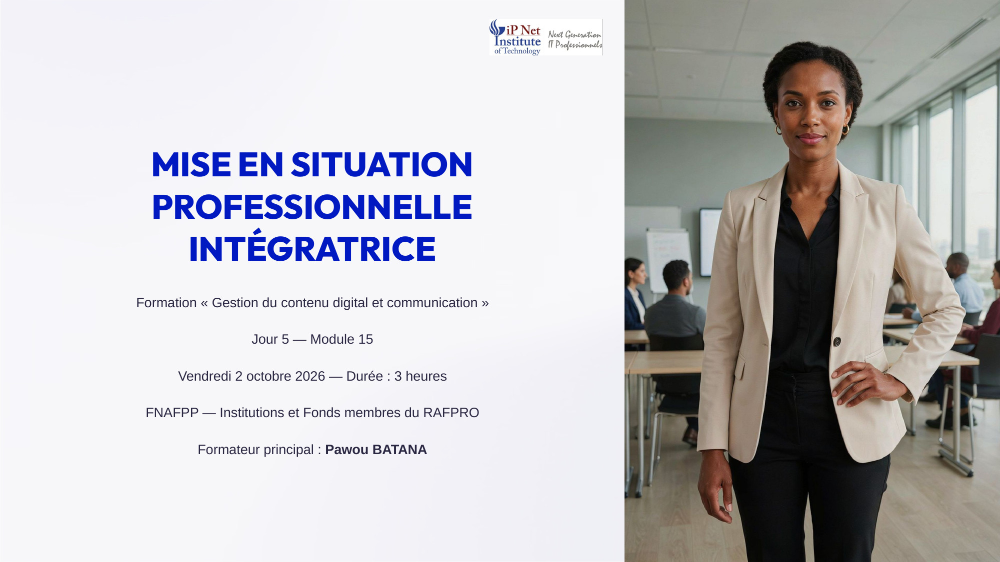 iP Net
Institute
of Technology
Next Generation
IT Professionnels
MISE EN SITUATION
PROFESSIONNELLE
INTÉGRATRICE
Formation « Gestion du contenu digital et communication »
Jour 5 — Module 15
Vendredi 2 octobre 2026 — Durée : 3 heures
FNAFPP — Institutions et Fonds membres du RAFPRO
Formateur principal : Pawou BATANA